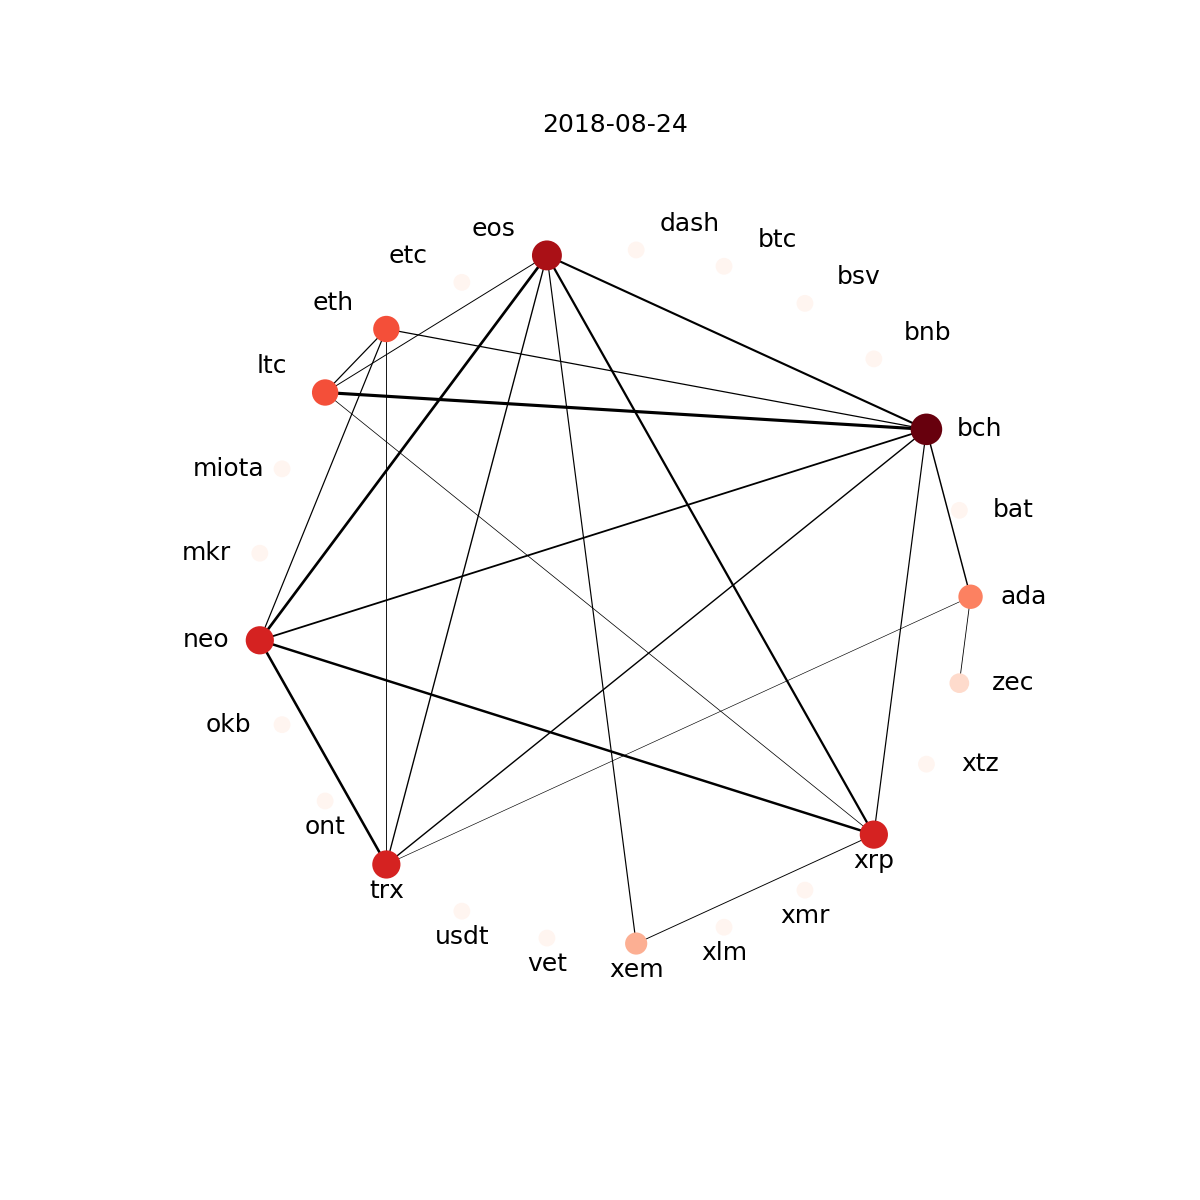 2018-08-24
dash
eos
btc
etc
bsv
eth
bnb
ltc
bch
miota
bat
mkr
ada
neo
zec
okb
xtz
ont
xrp
trx
xmr
usdt
xlm
vet
xem